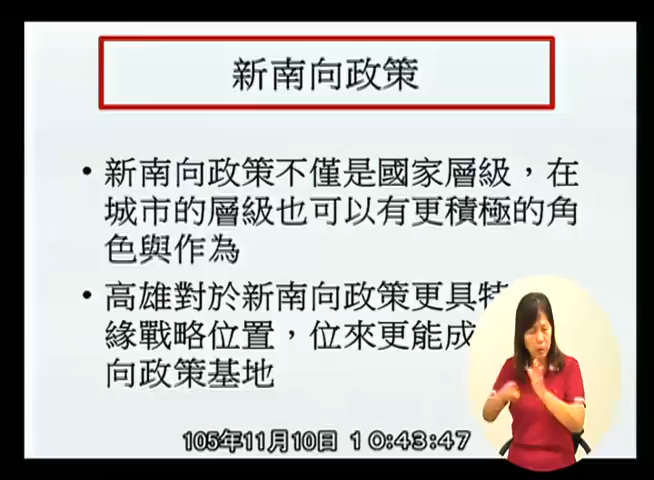 新南向政策
• 新南向政策不僅是國家層級，在
城市的層級也可以有更積極的角
色與作為
• 高雄對於新南向政策更具特
緣戰略位置，位來更能成
向政策基地
105年11月10日 10:43:47